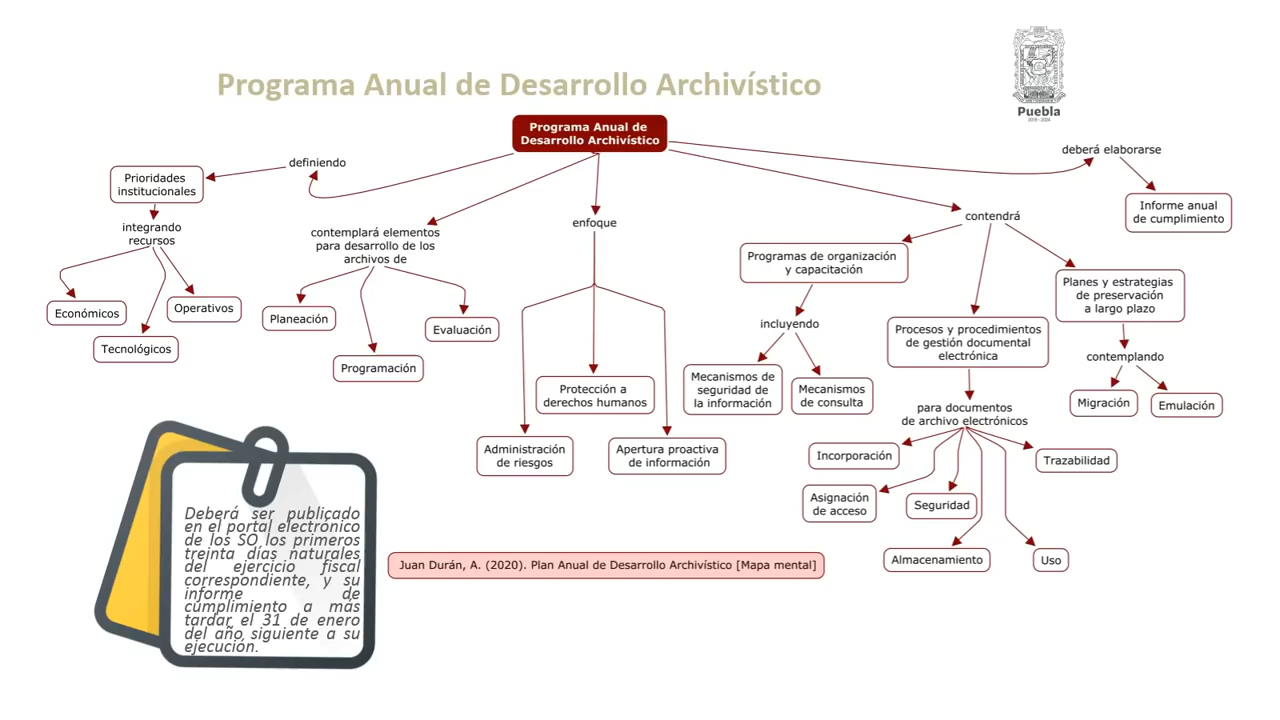 Programa Anual de Desarrollo Archivístico
Puebla
2019 - 2024
Programa Anual de
Desarrollo Archivístico
definiendo
Prioridades
institucionales
integrando
recursos
Económicos
Operativos
Tecnológicos
contemplará elementos
para desarrollo de los
archivos de
Planeación
Evaluación
Programación
enfoque
Protección a
derechos humanos
Administración
de riesgos
Apertura proactiva
de información
contendrá
Programas de organización
y capacitación
incluyendo
Mecanismos de
seguridad de
la información
Mecanismos
de consulta
Procesos y procedimientos
de gestión documental
electrónica
para documentos
de archivo electrónicos
Incorporación
Trazabilidad
Asignación
de acceso
Seguridad
Almacenamiento
Uso
Planes y estrategias
de preservación
a largo plazo
contemplando
Migración
Emulación
deberá elaborarse
Informe anual
de cumplimiento
Deberá ser publicado
en el portal electrónico
de los SO los primeros
treinta días naturales
del ejercicio fiscal
correspondiente, y su
informe de
cumplimiento a más
tardar el 31 de enero
del año siguiente a su
ejecución.
Juan Durán, A. (2020). Plan Anual de Desarrollo Archivístico [Mapa mental]